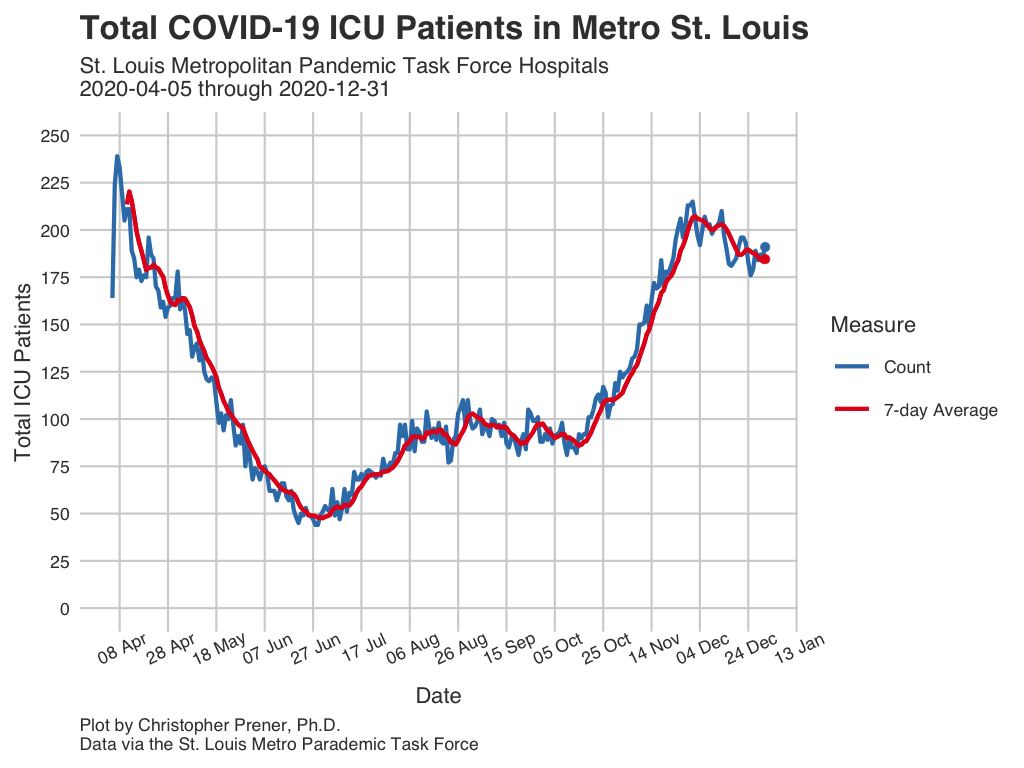 Total COVID-19 ICU Patients in Metro St. Louis
St. Louis Metropolitan Pandemic Task Force Hospitals
2020-04-05 through 2020-12-31
Total ICU Patients
250
225
200
175
150
125
100
75
50
25
0
08 Apr
28 Apr
18 May
07 Jun
27 Jun
17 Jul
06 Aug
26 Aug
15 Sep
05 Oct
25 Oct
14 Nov
04 Dec
24 Dec
13 Jan
Date
Measure
Count
7-day Average
Plot by Christopher Prener, Ph.D.
Data via the St. Louis Metro Parademic Task Force